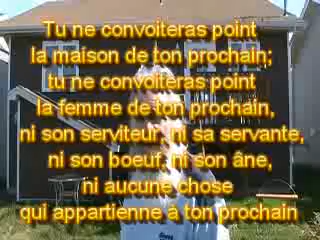 Tu ne convoiteras point
la maison de ton prochain;
tu ne convoiteras point
la femme de ton prochain,
ni son serviteur, ni sa servante,
ni son boeuf, ni son âne,
ni aucune chose
qui appartienne à ton prochain